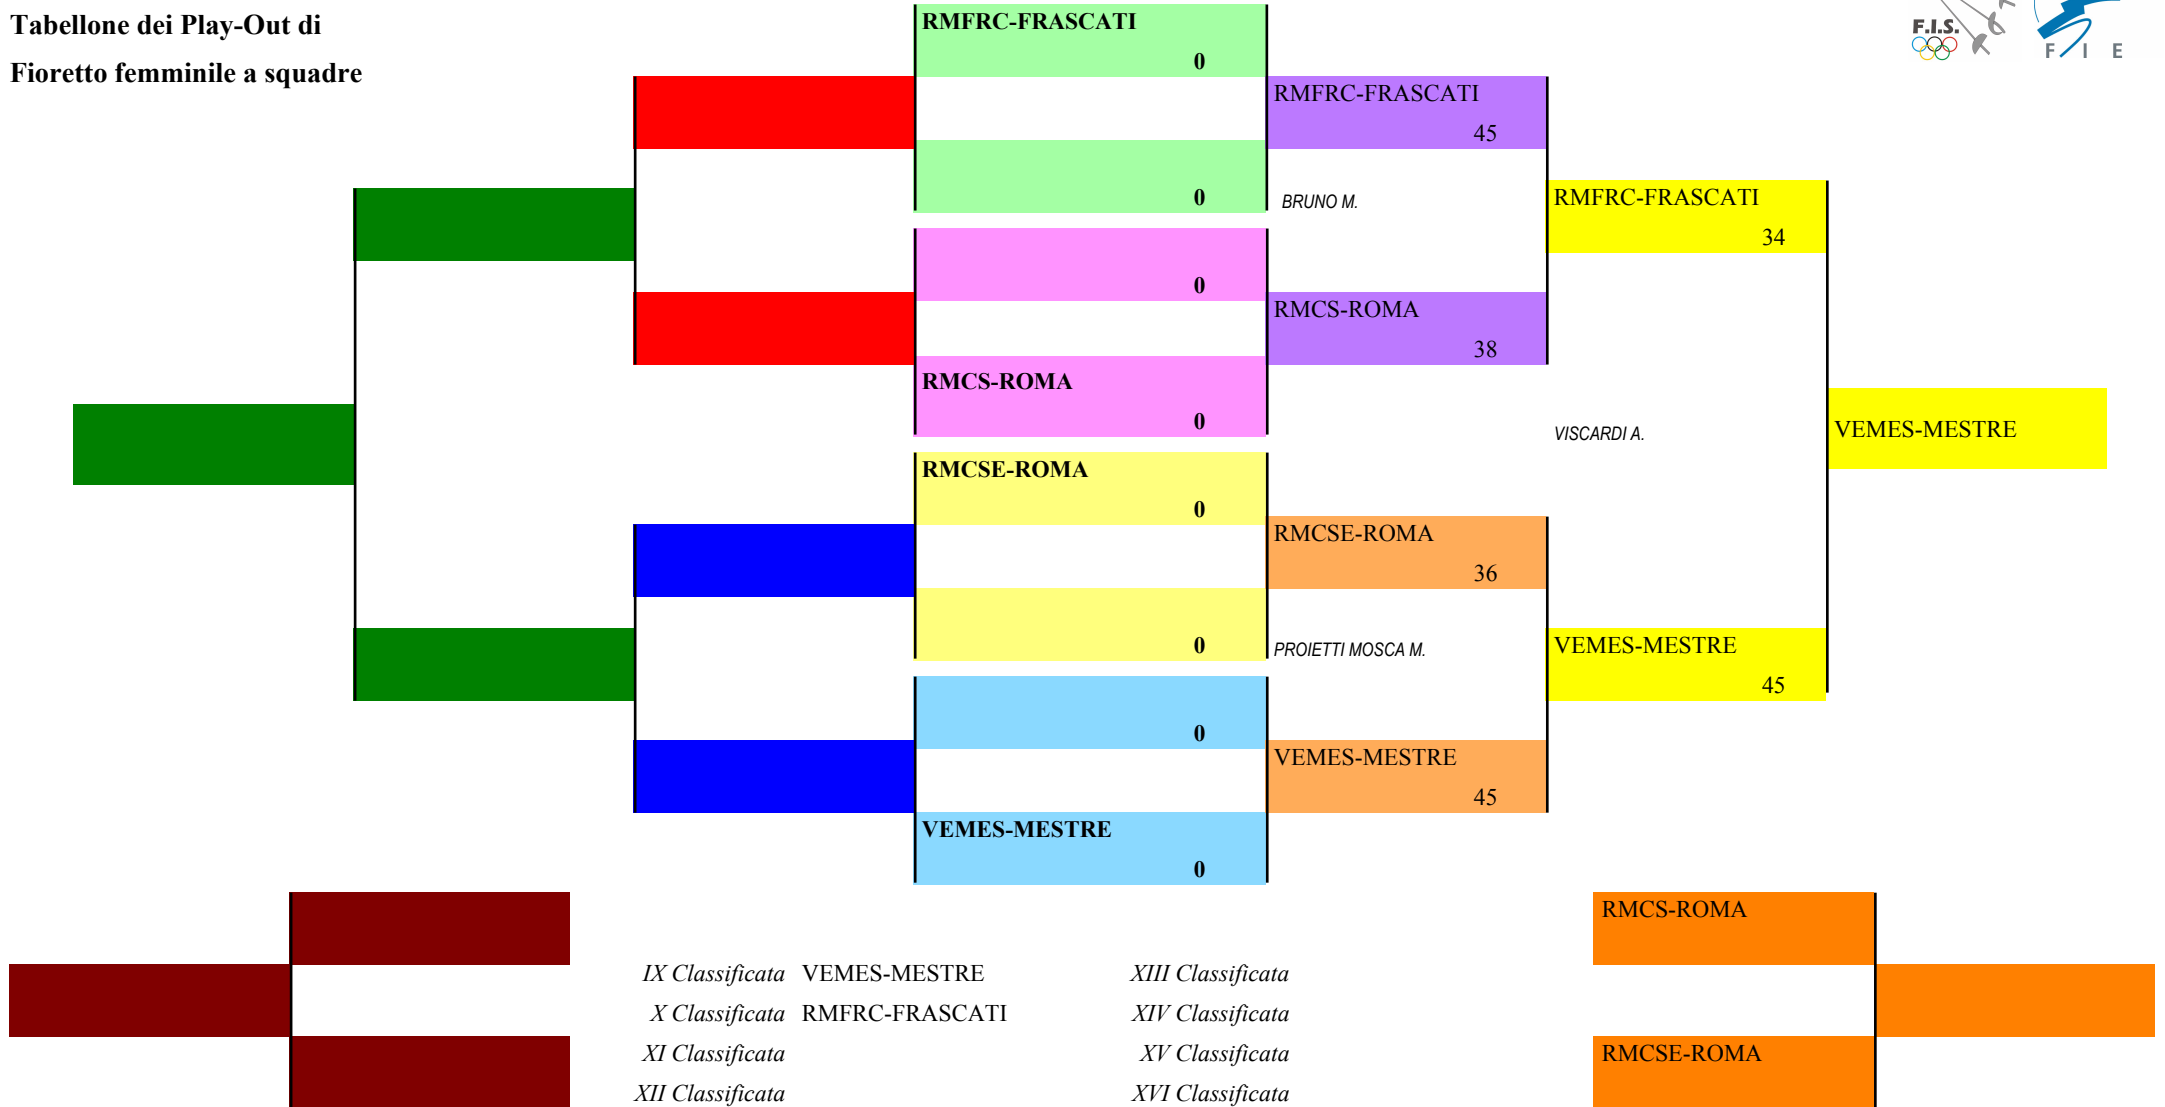 Tabellone dei Play-Out di
Fioretto femminile a squadre
F.I.S.
F I E
RMFRC-FRASCATI
0
RMFRC-FRASCATI
45
0
BRUNO M.
RMFRC-FRASCATI
34
0
RMCS-ROMA
38
RMCS-ROMA
0
VISCARDI A.
VEMES-MESTRE
RMCSE-ROMA
0
RMCSE-ROMA
36
0
PROIETTI MOSCA M.
VEMES-MESTRE
45
0
VEMES-MESTRE
45
VEMES-MESTRE
0
RMCS-ROMA
IX Classificata VEMES-MESTRE XIII Classificata
X Classificata RMFRC-FRASCATI XIV Classificata
XI Classificata XV Classificata
RMCSE-ROMA
XII Classificata XVI Classificata